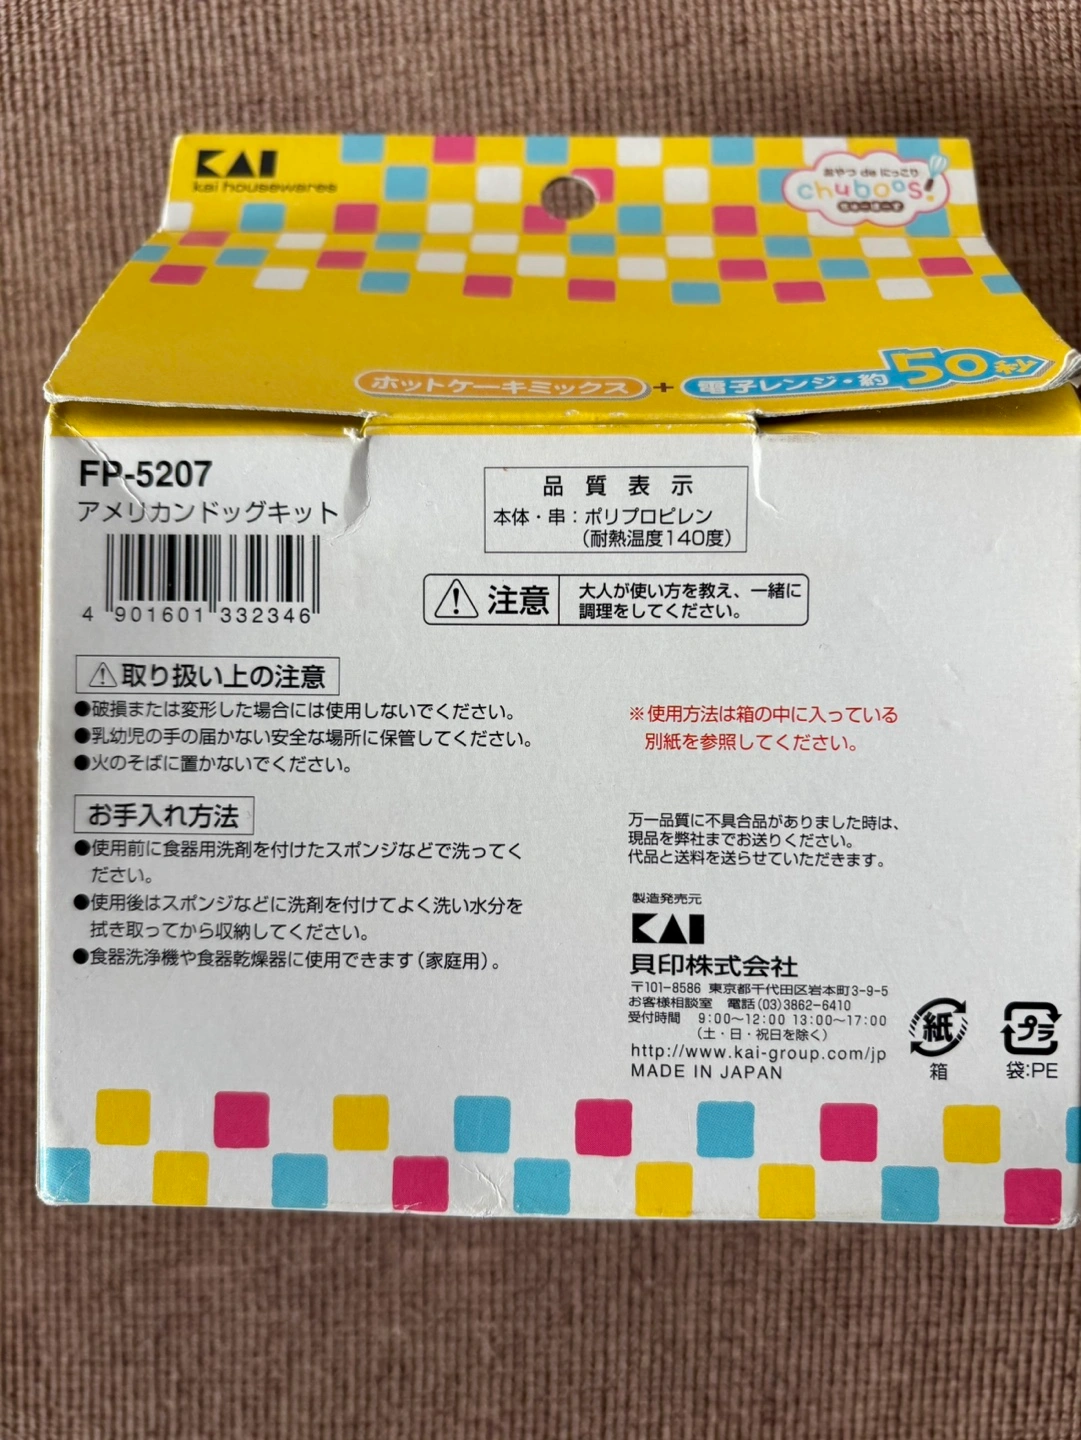 KAI
kai housewares
おやつ de にっこり
chuboos!
ちゅーぼーず
ホットケーキミックス + 電子レンジ・約50秒
FP-5207
アメリカンドッグキット
4 901601 332346
品質表示
本体・串：ポリプロピレン
（耐熱温度140度）
注意
大人が使い方を教え、一緒に
調理をしてください。
取り扱い上の注意
●破損または変形した場合には使用しないでください。
●乳幼児の手の届かない安全な場所に保管してください。
●火のそばに置かないでください。
お手入れ方法
●使用前に食器用洗剤を付けたスポンジなどで洗ってく
ださい。
●使用後はスポンジなどに洗剤を付けてよく洗い水分を
拭き取ってから収納してください。
●食器洗浄機や食器乾燥器に使用できます（家庭用）。
※使用方法は箱の中に入っている
別紙を参照してください。
万一品質に不具合品がありました時は、
現品を弊社までお送りください。
代品と送料を送らせていただきます。
製造発売元
KAI
貝印株式会社
〒101-8586 東京都千代田区岩本町3-9-5
お客様相談室 電話(03)3862-6410
受付時間 9:00〜12:00 13:00〜17:00
（土・日・祝日を除く）
http://www.kai-group.com/jp
MADE IN JAPAN
紙
箱
プラ
袋:PE